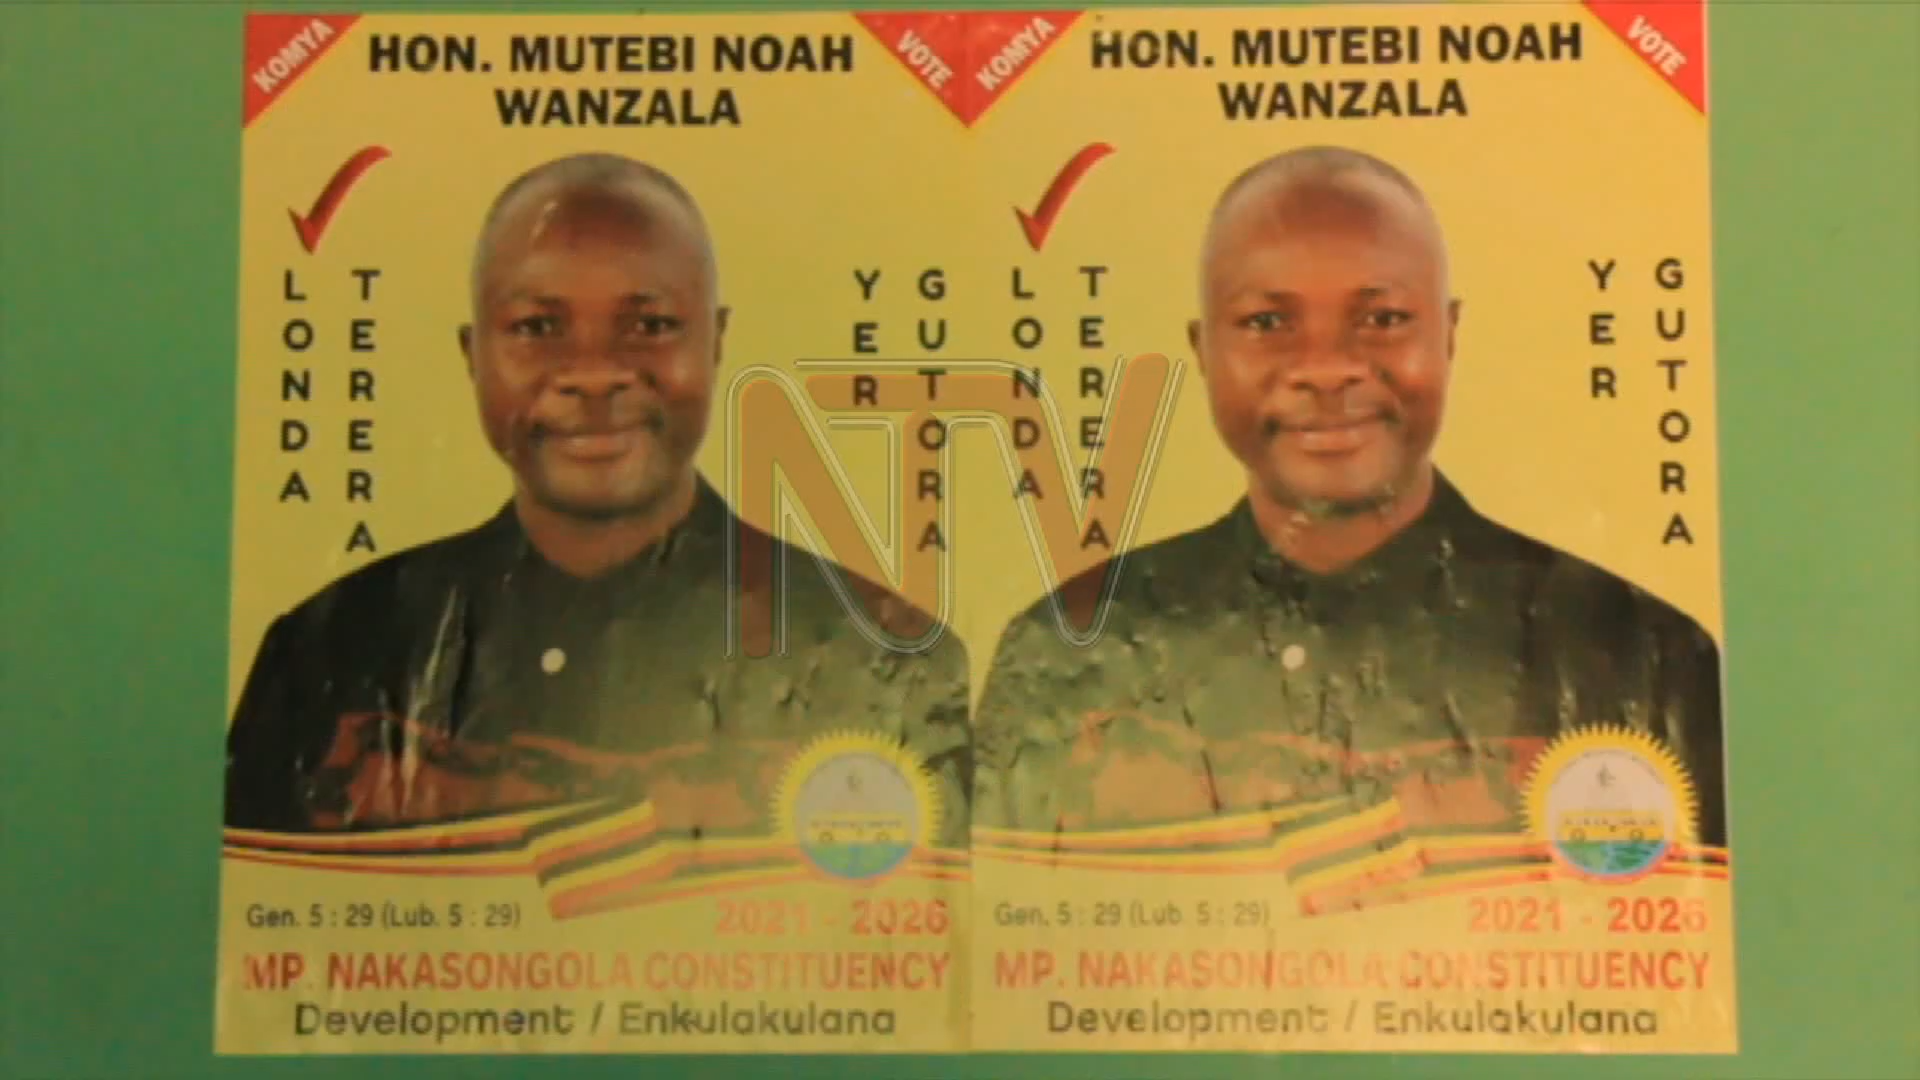 KOMYA
HON. MUTEBI NOAH
WANZALA
VOTE
LONDA
TERERA
YER
GUTORA
Gen. 5 : 29 (Lub. 5 : 29)
2021 - 2026
MP. NAKASONGOLA CONSTITUENCY
Development / Enkulakulana
KOMYA
HON. MUTEBI NOAH
WANZALA
VOTE
LONDA
TERERA
YER
GUTORA
Gen. 5 : 29 (Lub. 5 : 29)
2021 - 2026
MP. NAKASONGOLA CONSTITUENCY
Development / Enkulakulana
NTV